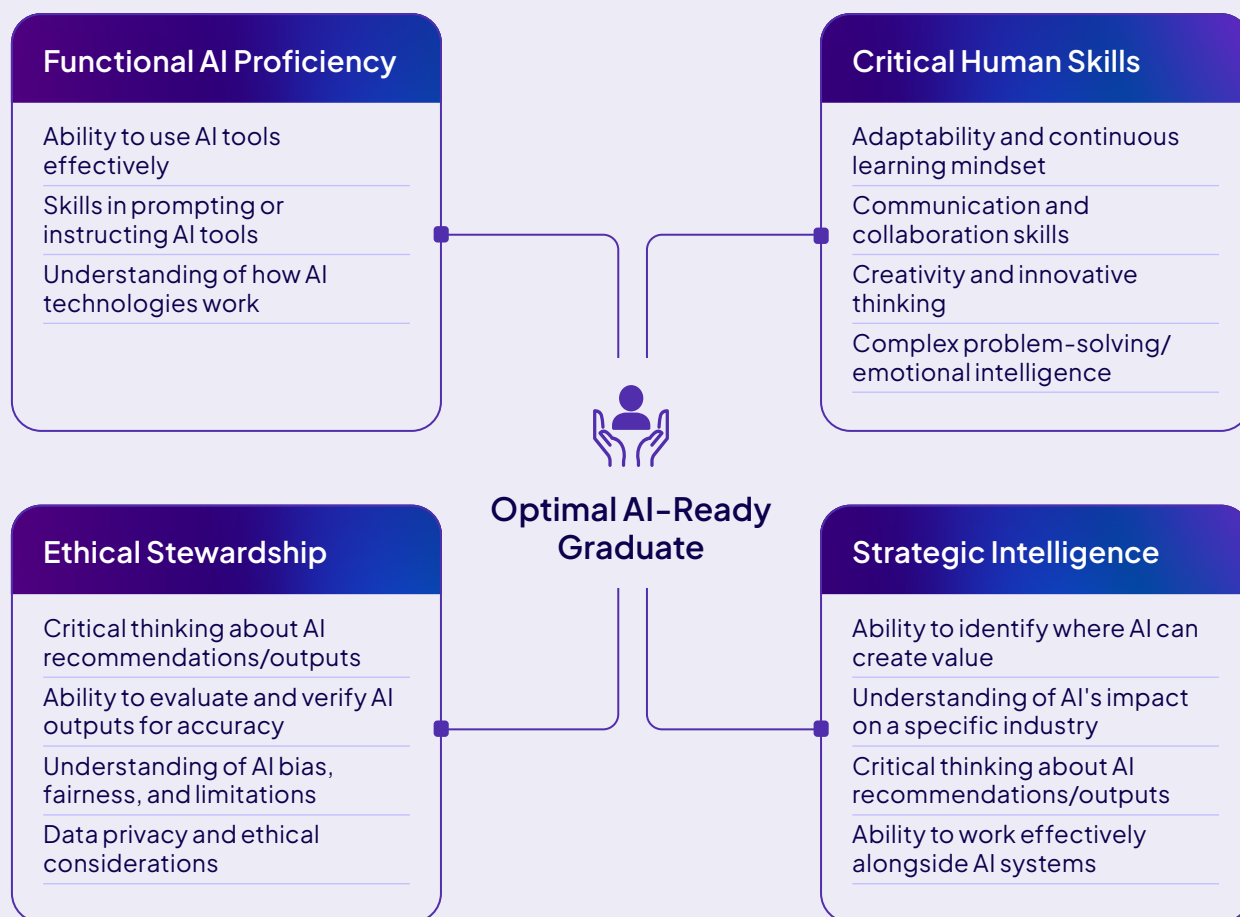 Functional AI Proficiency
Ability to use AI tools
effectively
Skills in prompting or
instructing AI tools
Understanding of how AI
technologies work
Critical Human Skills
Adaptability and continuous
learning mindset
Communication and
collaboration skills
Creativity and innovative
thinking
Complex problem-solving/
emotional intelligence
Optimal AI-Ready
Graduate
Ethical Stewardship
Critical thinking about AI
recommendations/outputs
Ability to evaluate and verify AI
outputs for accuracy
Understanding of AI bias,
fairness, and limitations
Data privacy and ethical
considerations
Strategic Intelligence
Ability to identify where AI can
create value
Understanding of AI's impact
on a specific industry
Critical thinking about AI
recommendations/outputs
Ability to work effectively
alongside AI systems